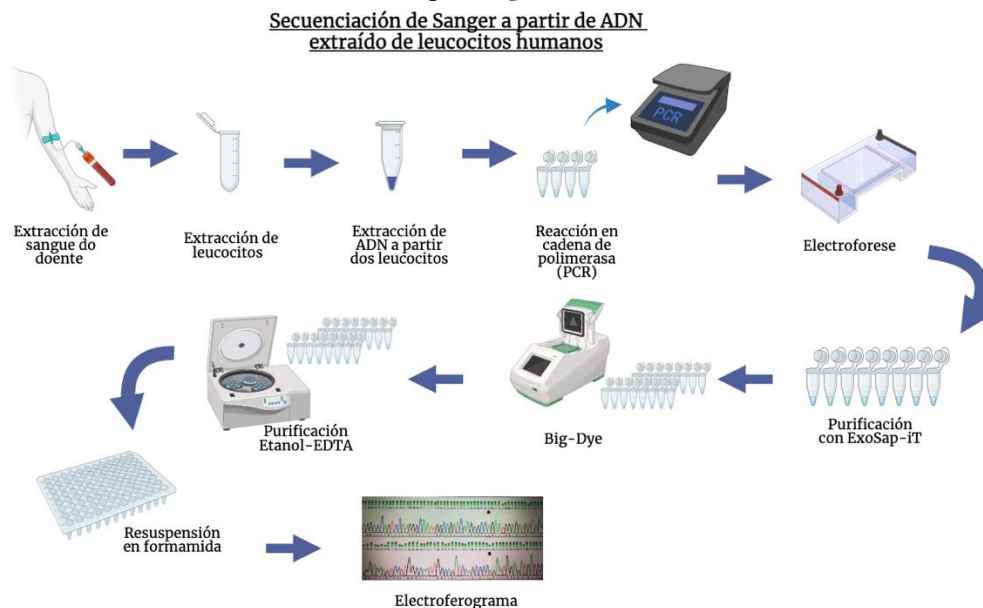 Secuenciación de Sanger a partir de ADN
extraído de leucocitos humanos
PCR
Extracción de
sangue do
doente
Extracción de
leucocitos
Extracción de
ADN a partir
dos leucocitos
Reacción en
cadena de
polimerasa
(PCR)
Electroforese
Purificación
Etanol-EDTA
Big-Dye
Purificación
con ExoSap-iT
Resuspensión
en formamida
Electroferograma